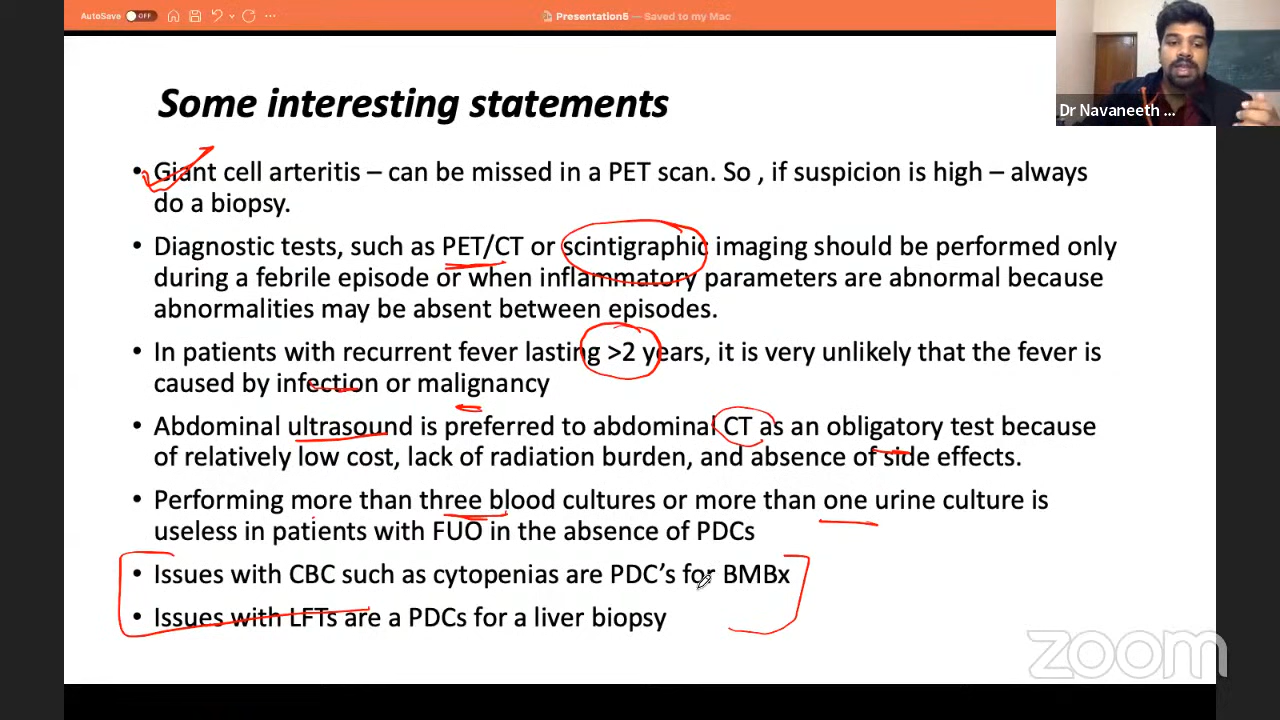 AutoSave OFF
Presentation5 — Saved to my Mac
Dr Navaneeth ...
Some interesting statements
• Giant cell arteritis – can be missed in a PET scan. So , if suspicion is high – always
do a biopsy.
• Diagnostic tests, such as PET/CT or scintigraphic imaging should be performed only
during a febrile episode or when inflammatory parameters are abnormal because
abnormalities may be absent between episodes.
• In patients with recurrent fever lasting >2 years, it is very unlikely that the fever is
caused by infection or malignancy
• Abdominal ultrasound is preferred to abdominal CT as an obligatory test because
of relatively low cost, lack of radiation burden, and absence of side effects.
• Performing more than three blood cultures or more than one urine culture is
useless in patients with FUO in the absence of PDCs
• Issues with CBC such as cytopenias are PDC’s for BMBx
• Issues with LFTs are a PDCs for a liver biopsy
zoom